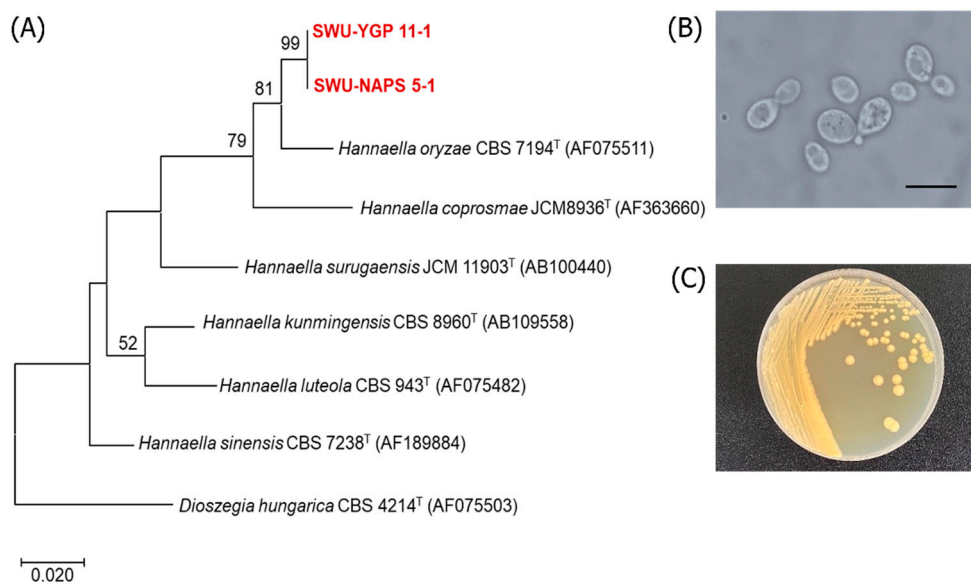 (A)
99
SWU-YGP 11-1
81
SWU-NAPS 5-1
79
Hannaella oryzae CBS 7194ᵀ (AF075511)
Hannaella coprosmae JCM8936ᵀ (AF363660)
Hannaella surugaensis JCM 11903ᵀ (AB100440)
Hannaella kunmingensis CBS 8960ᵀ (AB109558)
52
Hannaella luteola CBS 943ᵀ (AF075482)
Hannaella sinensis CBS 7238ᵀ (AF189884)
Dioszegia hungarica CBS 4214ᵀ (AF075503)
0.020
(B)
(C)